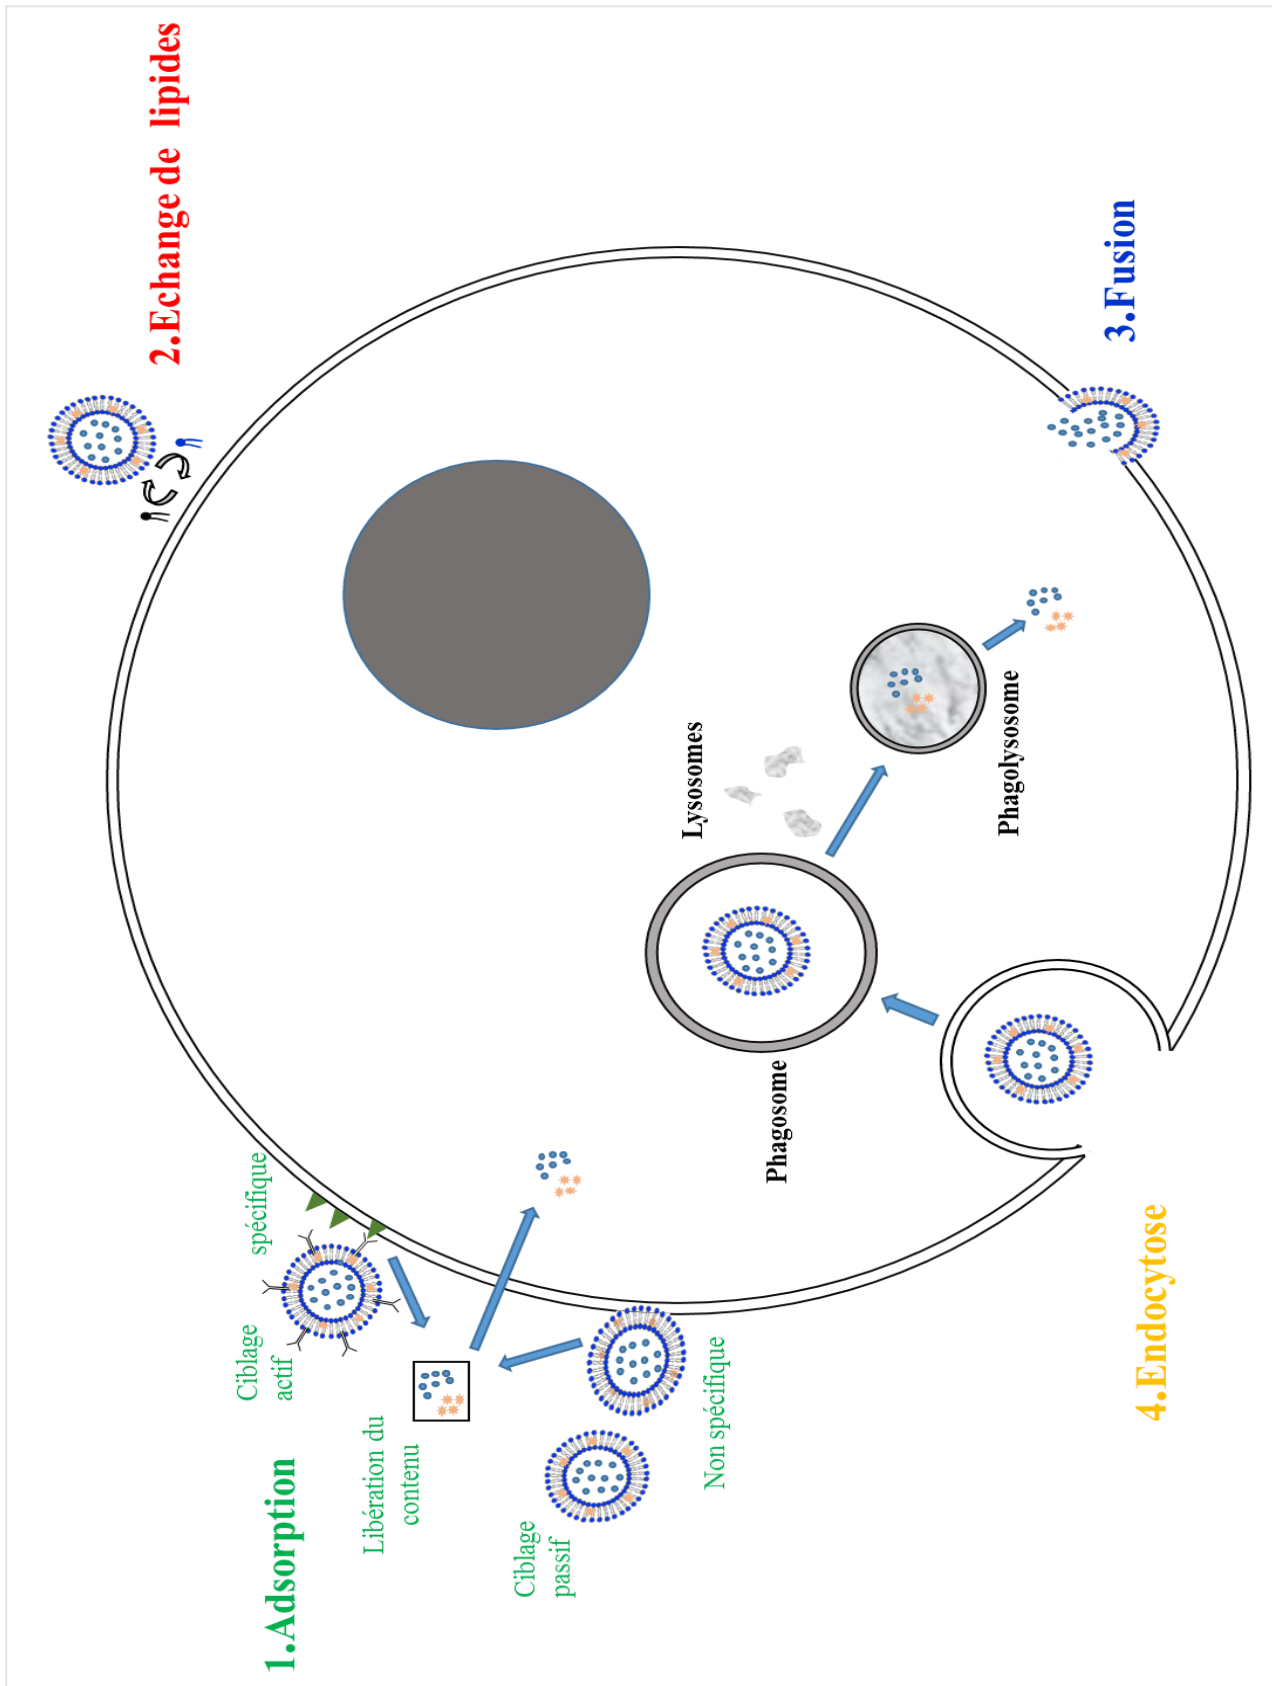 1.Adsorption
Ciblage
actif
spécifique
Libération du
contenu
Ciblage
passif
Non spécifique
2.Echange de lipides
Lysosomes
Phagosome
Phagolysosome
3.Fusion
4.Endocytose